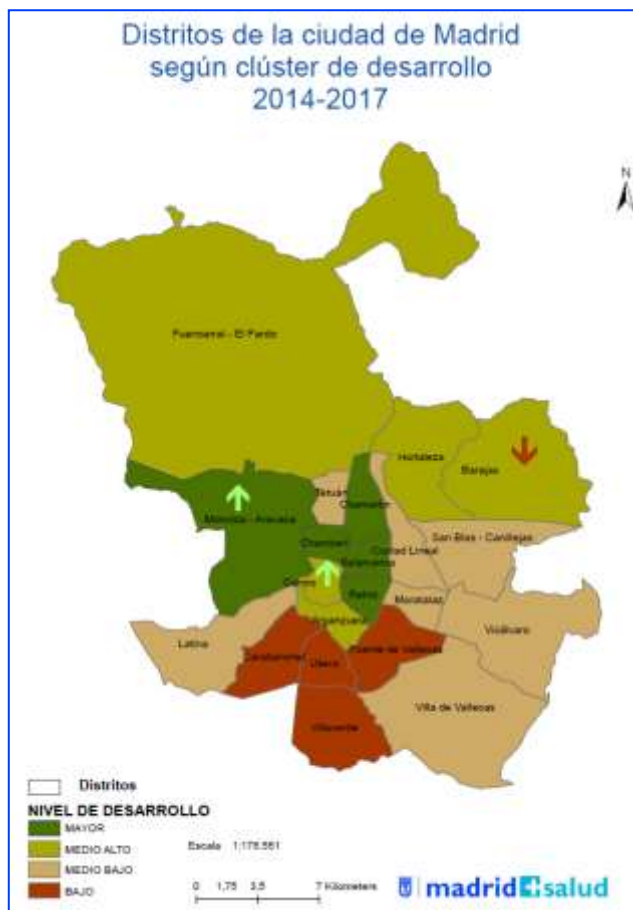 Distritos de la ciudad de Madrid
según clúster de desarrollo
2014-2017
N
Fuencarral - El Pardo
Hortaleza
Barajas
Tetuán
Chamartín
Moncloa - Aravaca
Chamberí
Ciudad Lineal
San Blas - Canillejas
Salamanca
Centro
Retiro
Moratalaz
Arganzuela
Vicálvaro
Latina
Carabanchel
Usera
Puente de Vallecas
Villa de Vallecas
Villaverde
Distritos
NIVEL DE DESARROLLO
MAYOR
MEDIO ALTO
MEDIO BAJO
BAJO
Escala 1:178.561
0 1,75 3,5 7 Kilometers
madrid salud